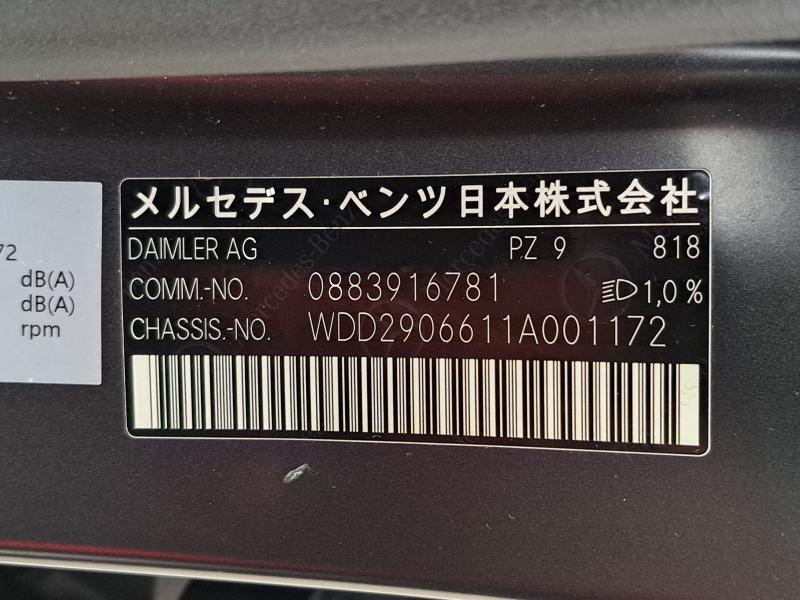 メルセデス・ベンツ日本株式会社
DAIMLER AG PZ 9 818
COMM.-NO. 0883916781 1,0 %
CHASSIS.-NO. WDD2906611A001172
72
dB(A)
dB(A)
rpm